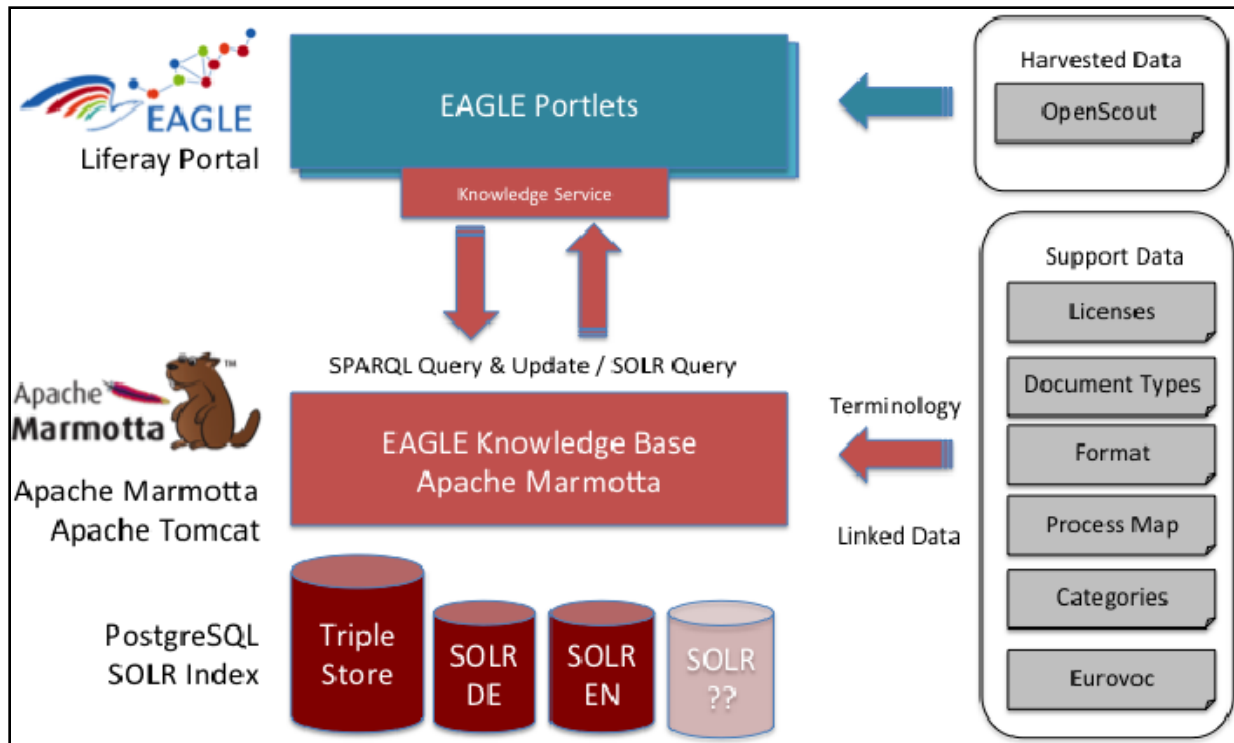 EAGLE
Liferay Portal
EAGLE Portlets
Knowledge Service
Harvested Data
OpenScout
SPARQL Query & Update / SOLR Query
Apache
Marmotta
TM
Apache Marmotta
Apache Tomcat
EAGLE Knowledge Base
Apache Marmotta
Terminology
Linked Data
Support Data
Licenses
Document Types
Format
Process Map
Categories
Eurovoc
PostgreSQL
SOLR Index
Triple
Store
SOLR
DE
SOLR
EN
SOLR
??